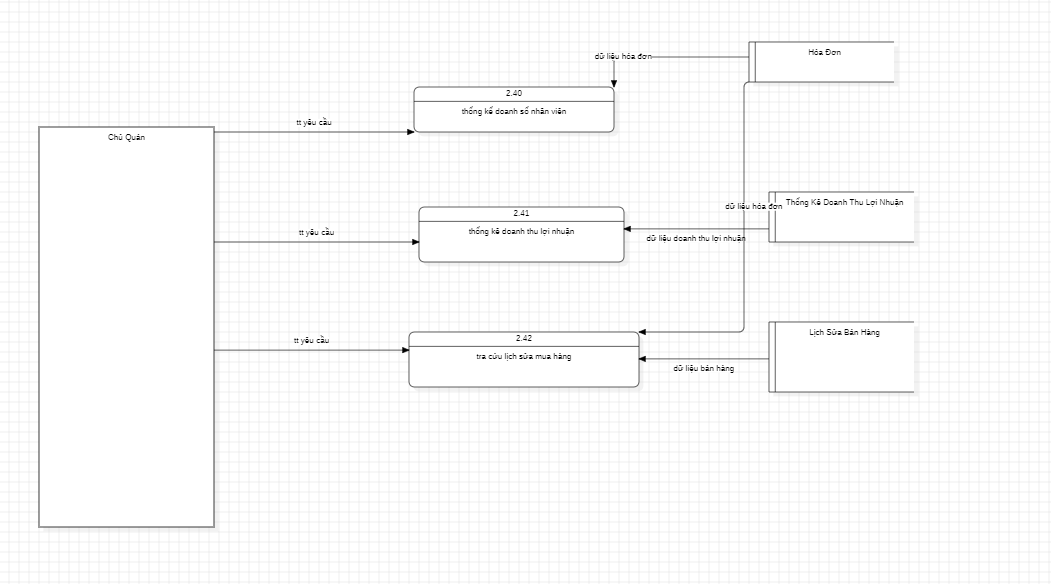 Hóa Đơn
dữ liệu hóa đơn
2.40
thống kê doanh số nhân viên
tt yêu cầu
Chủ Quán
Thống Kê Doanh Thu Lợi Nhuận
dữ liệu hóa đơn
2.41
thống kê doanh thu lợi nhuận
tt yêu cầu
dữ liệu doanh thu lợi nhuận
Lịch Sửa Bán Hàng
2.42
tt yêu cầu
tra cứu lịch sửa mua hàng
dữ liệu bán hàng